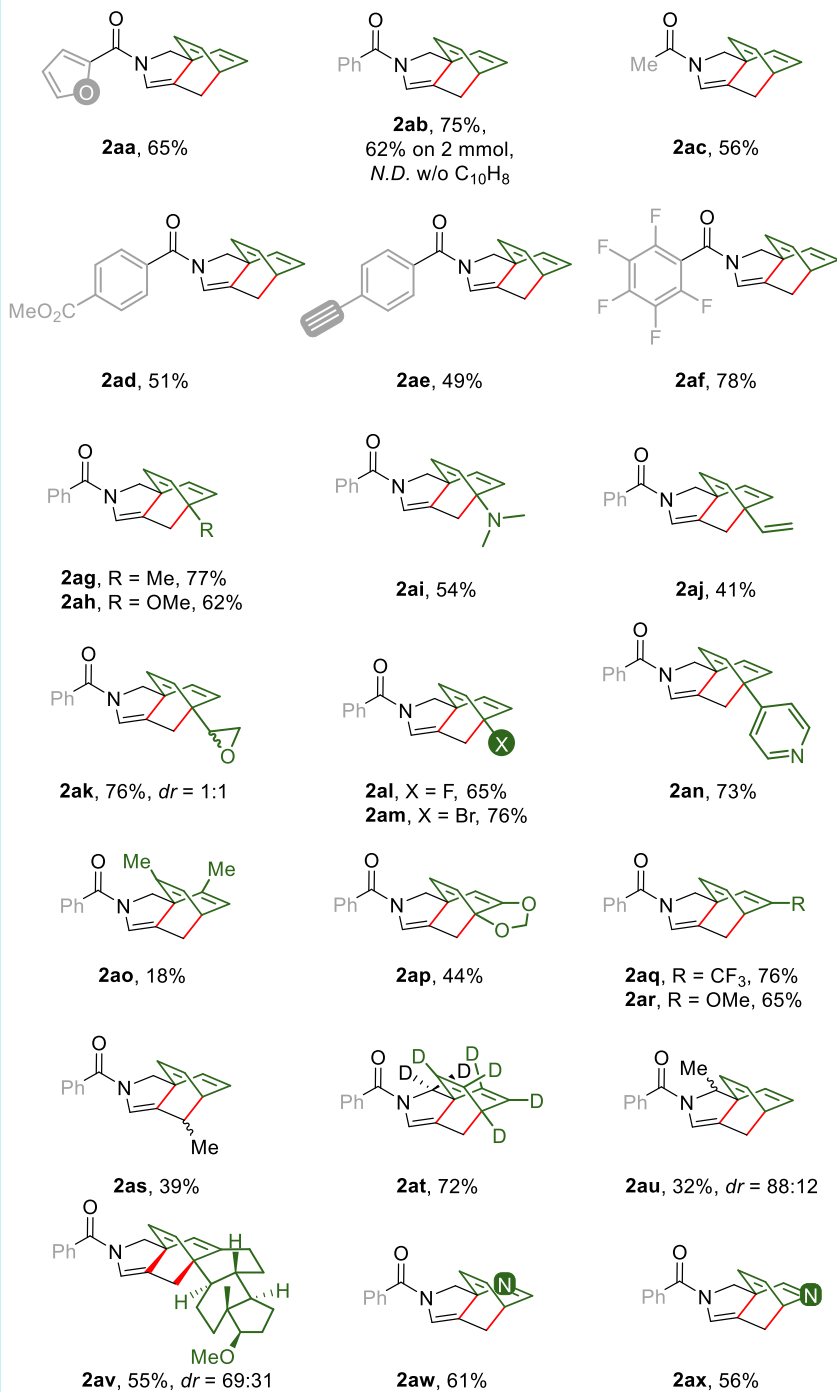 O O O
N N N
O Ph Me
2ab, 75%,
2aa, 65% 62% on 2 mmol, 2ac, 56%
N.D. w/o C₁₀H₈
O O F O
F
N N N
F
MeO₂C F F
F
2ad, 51% 2ae, 49% 2af, 78%
O O O
Ph N Ph N Ph N
R N
2ag, R = Me, 77% 2ai, 54% 2aj, 41%
2ah, R = OMe, 62%
O O O
Ph N Ph N Ph N
O X N
2ak, 76%, dr = 1:1 2al, X = F, 65% 2an, 73%
2am, X = Br, 76%
O Me Me O O
Ph N Ph N O Ph N R
O
2ao, 18% 2ap, 44% 2aq, R = CF₃, 76%
2ar, R = OMe, 65%
O O D D D D O Me
Ph N Ph N D D Ph N
Me D
2as, 39% 2at, 72% 2au, 32%, dr = 88:12
O O O
Ph N H Ph N N Ph N N
H H
MeO
2av, 55%, dr = 69:31 2aw, 61% 2ax, 56%